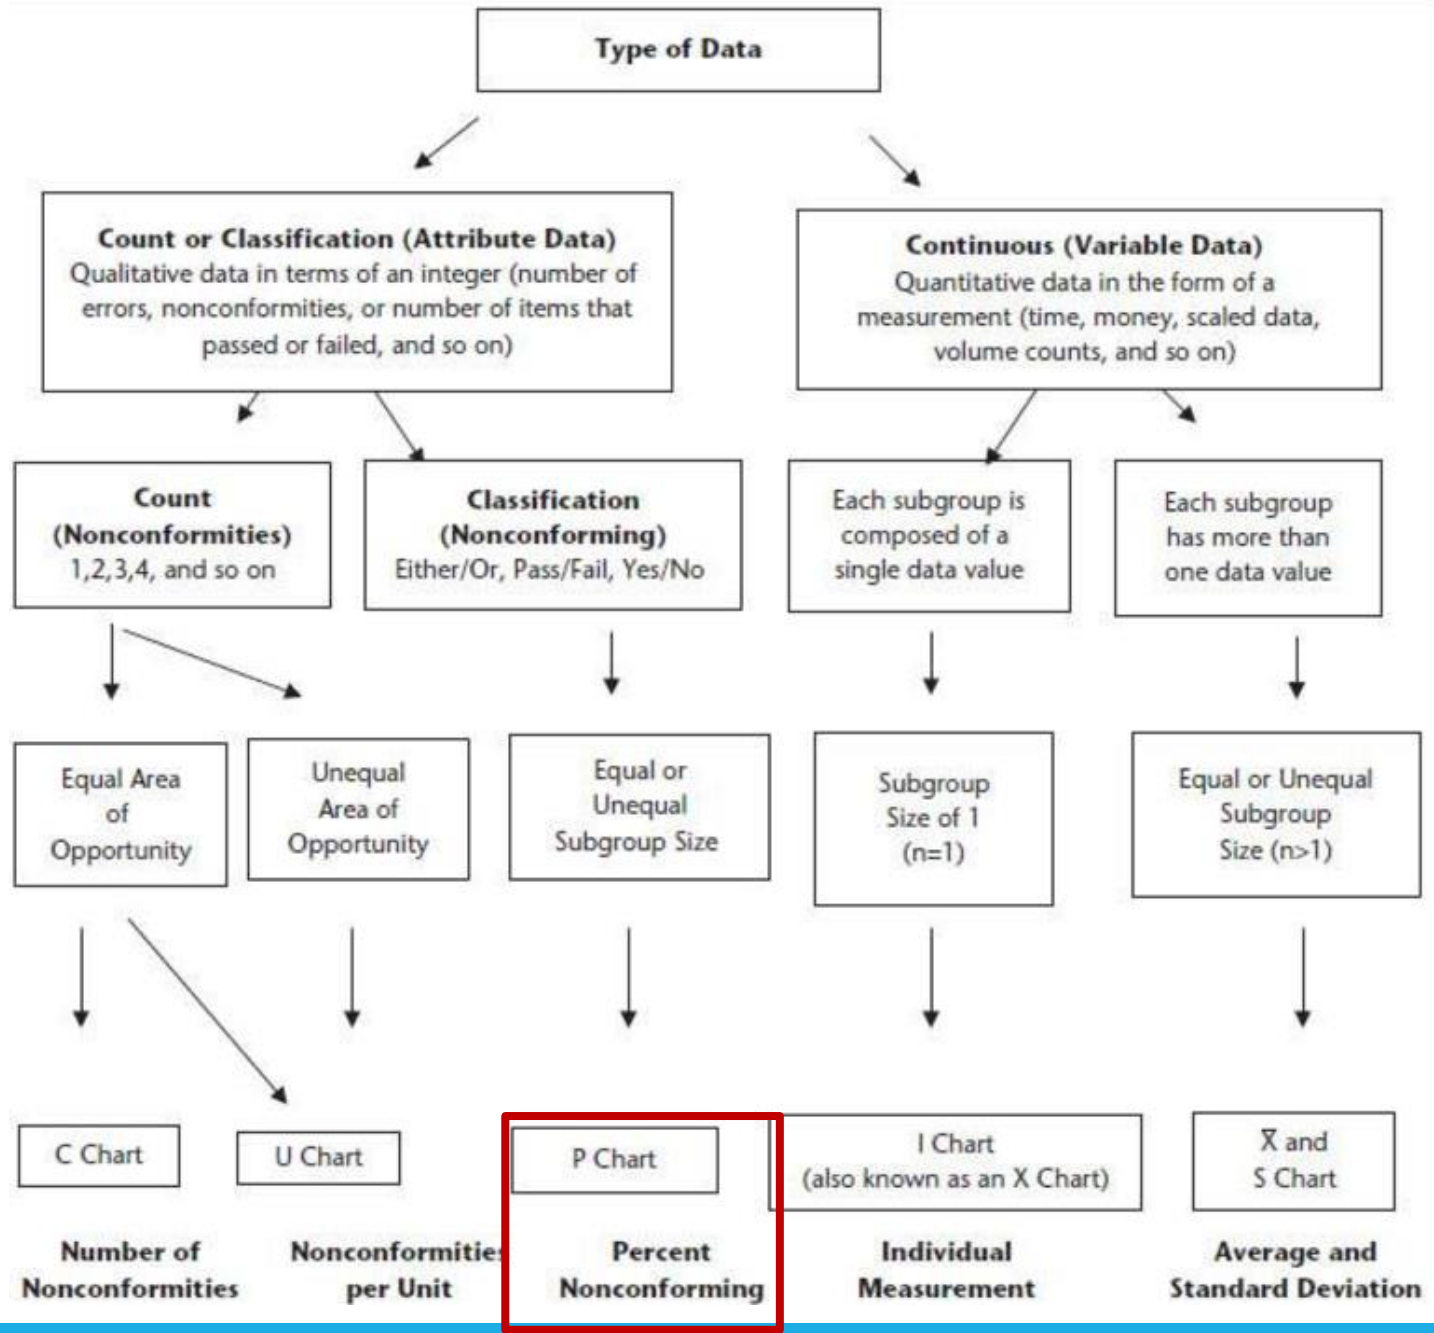 Type of Data
Count or Classification (Attribute Data)
Qualitative data in terms of an integer (number of
errors, nonconformities, or number of items that
passed or failed, and so on)
Continuous (Variable Data)
Quantitative data in the form of a
measurement (time, money, scaled data,
volume counts, and so on)
Count
(Nonconformities)
1,2,3,4, and so on
Classification
(Nonconforming)
Either/Or, Pass/Fail, Yes/No
Each subgroup is
composed of a
single data value
Each subgroup
has more than
one data value
Equal Area
of
Opportunity
Unequal
Area of
Opportunity
Equal or
Unequal
Subgroup Size
Subgroup
Size of 1
(n=1)
Equal or Unequal
Subgroup
Size (n>1)
C Chart
U Chart
P Chart
I Chart
(also known as an X Chart)
X̅ and
S Chart
Number of
Nonconformities
Nonconformities
per Unit
Percent
Nonconforming
Individual
Measurement
Average and
Standard Deviation